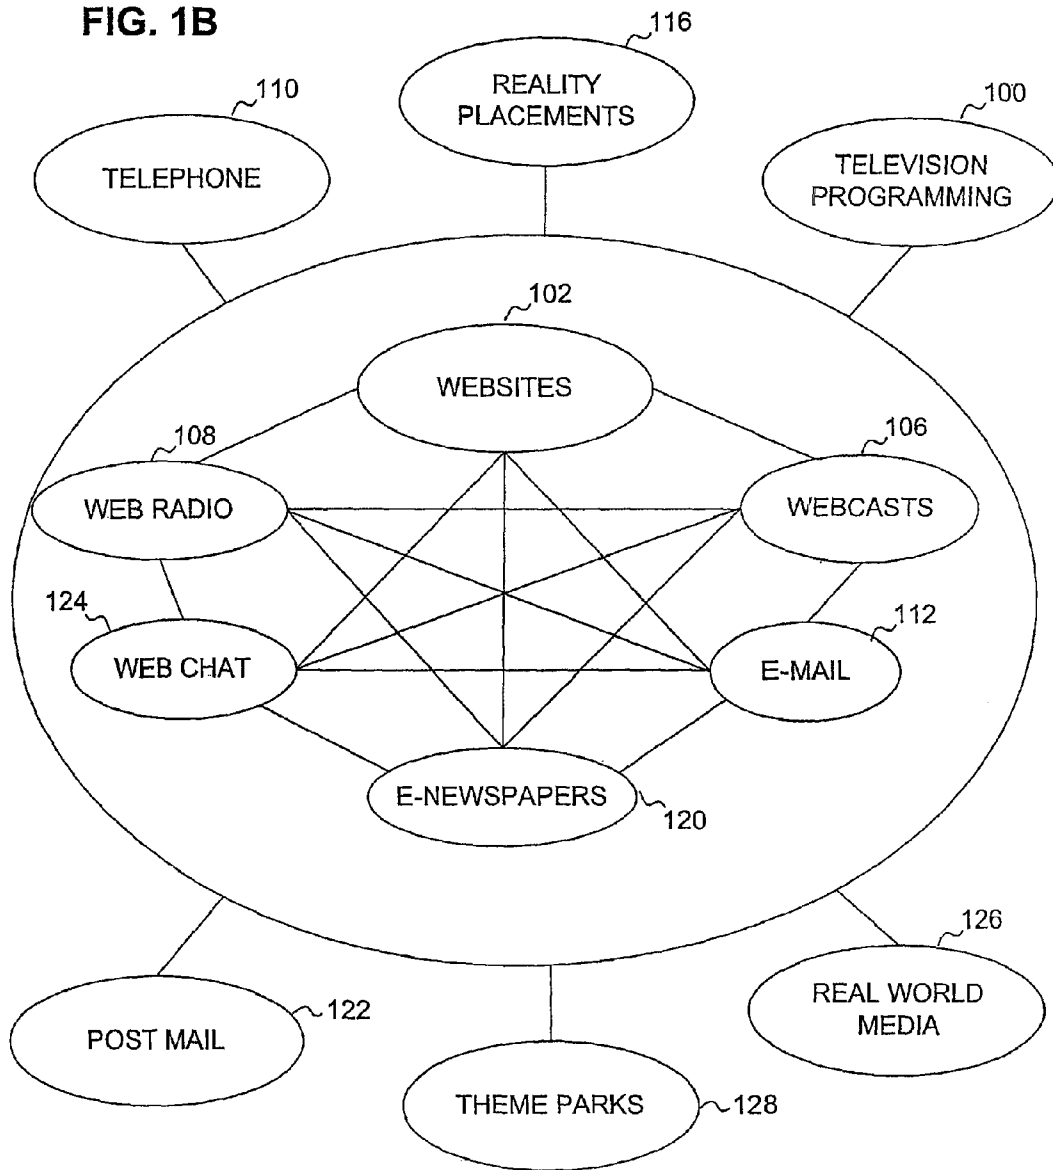 FIG. 1B
116
REALITY
PLACEMENTS
110
TELEPHONE
100
TELEVISION
PROGRAMMING
102
WEBSITES
108
WEB RADIO
106
WEBCASTS
124
WEB CHAT
112
E-MAIL
E-NEWSPAPERS
120
POST MAIL
122
126
REAL WORLD
MEDIA
THEME PARKS
128